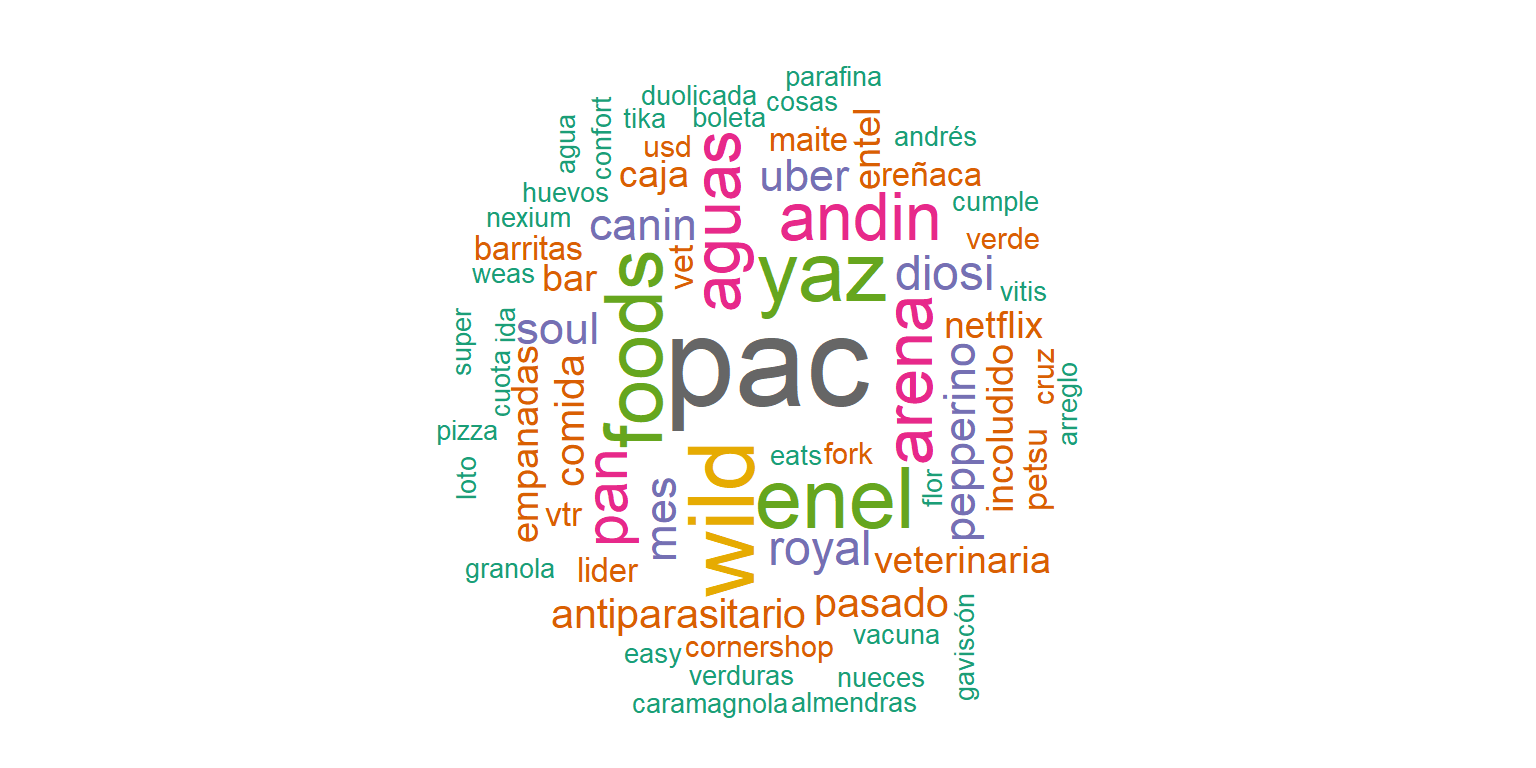 parafina
duolicada
cosas
tika
boleta
agua
confort
usd
maite
entel
andrés
caja
aguas
uber
reñaca
huevos
cumple
nexium
canin
andin
barritas
vet
verde
weas
bar
foods
yaz
diosi
vitis
super
ida
soul
pac
arena
netflix
cuota
empanadas
comida
pepperino
incoludido
cruz
arreglo
pizza
pan
wild
eats
fork
petsu
loto
vtr
mes
enel
flor
royal
veterinaria
granola
lider
antiparasitario
pasado
vacuna
gaviscón
easy
cornershop
verduras
nueces
caramagnola
almendras